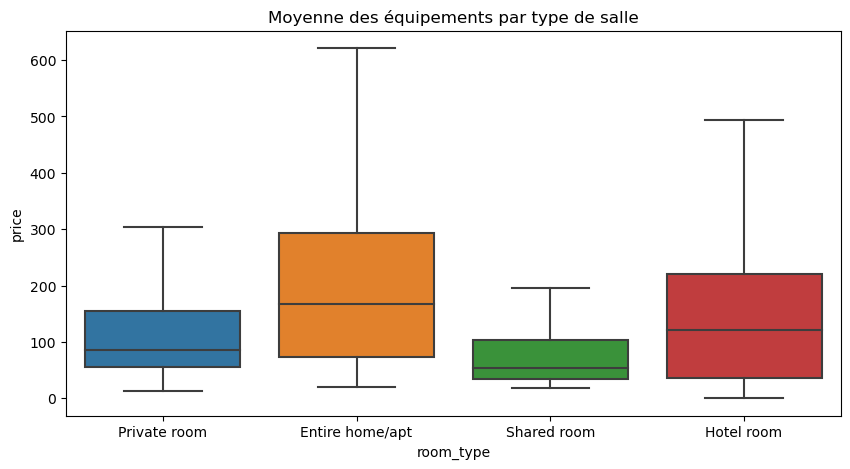 Moyenne des équipements par type de salle
price
600
500
400
300
200
100
0
Private room
Entire home/apt
Shared room
Hotel room
room_type